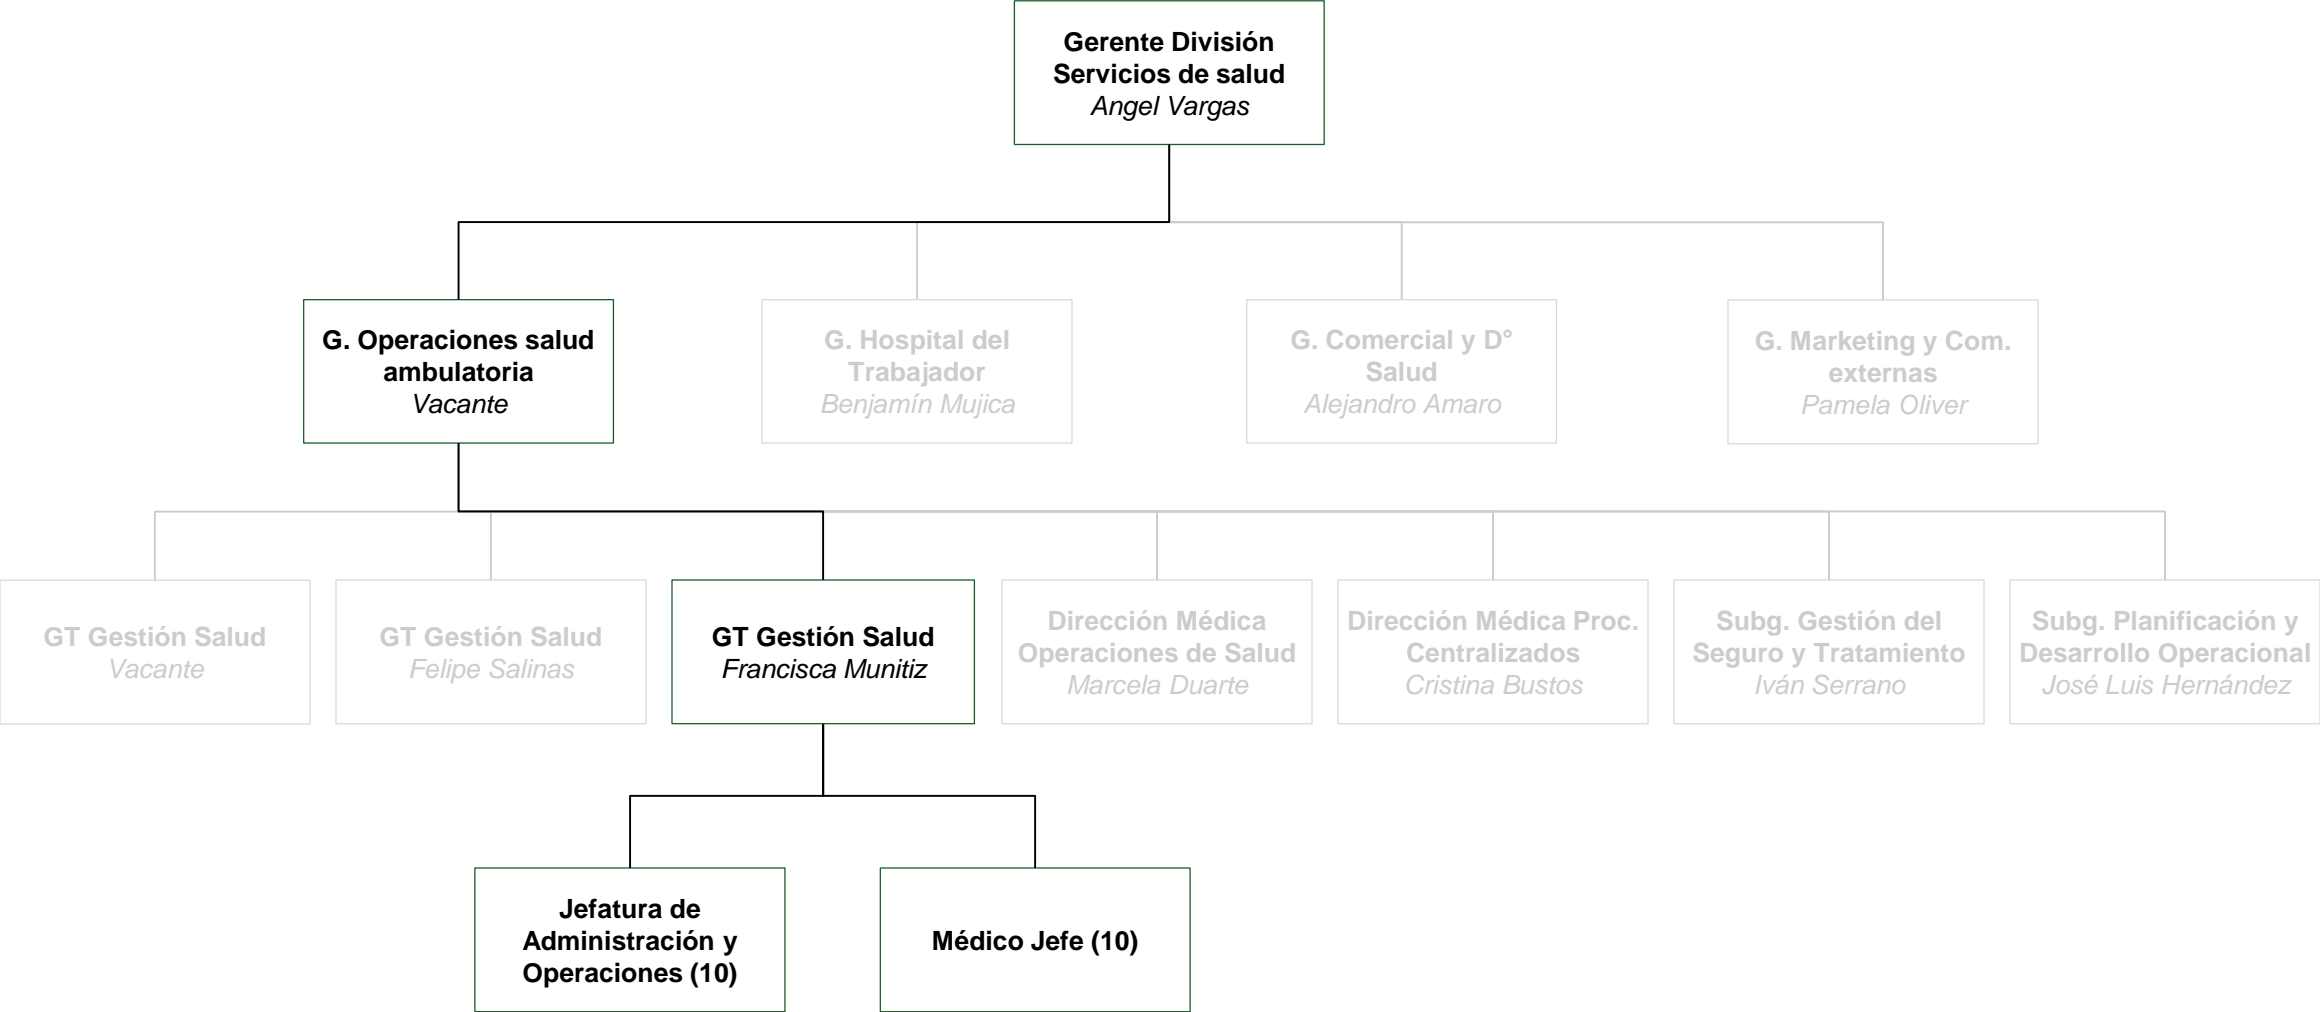 Gerente División
Servicios de salud
Angel Vargas
G. Operaciones salud
ambulatoria
Vacante
G. Hospital del
Trabajador
Benjamín Mujica
G. Comercial y D°
Salud
Alejandro Amaro
G. Marketing y Com.
externas
Pamela Oliver
GT Gestión Salud
Vacante
GT Gestión Salud
Felipe Salinas
GT Gestión Salud
Francisca Munitiz
Dirección Médica
Operaciones de Salud
Marcela Duarte
Dirección Médica Proc.
Centralizados
Cristina Bustos
Subg. Gestión del
Seguro y Tratamiento
Iván Serrano
Subg. Planificación y
Desarrollo Operacional
José Luis Hernández
Jefatura de
Administración y
Operaciones (10)
Médico Jefe (10)